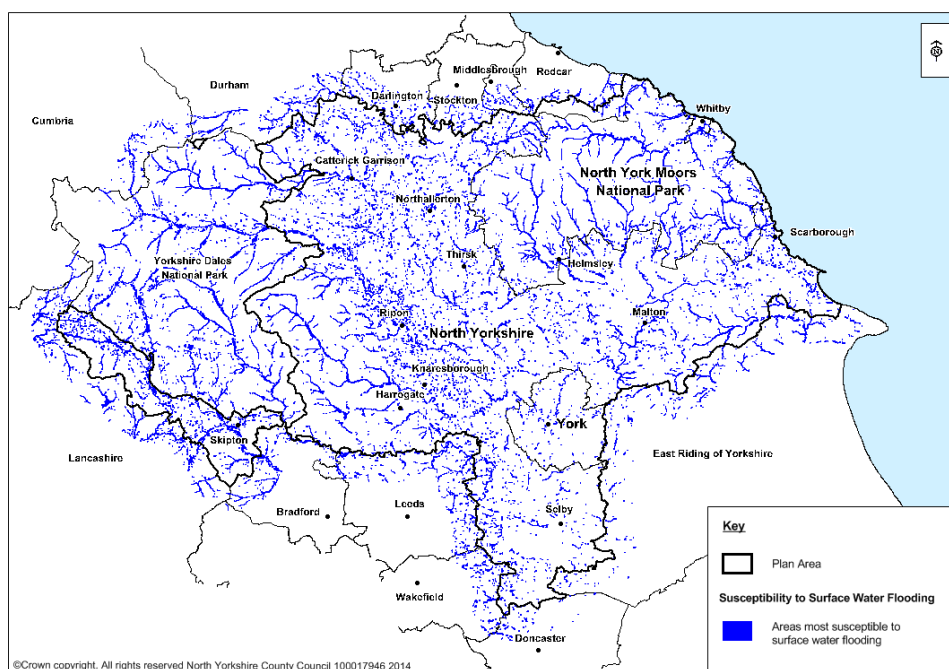 Middlesbrough
Redcar
Durham
Darlington
Stockton
Whitby
Cumbria
Catterick Garrison
North York Moors
National Park
Northallerton
Scarborough
Yorkshire Dales
National Park
Thirsk
Helmsley
Ripon
North Yorkshire
Malton
Knaresborough
Harrogate
York
Skipton
Lancashire
East Riding of Yorkshire
Bradford
Leeds
Selby
Wakefield
Doncaster
Key
Plan Area
Susceptibility to Surface Water Flooding
Areas most susceptible to
surface water flooding
©Crown copyright. All rights reserved North Yorkshire County Council 100017946 2014